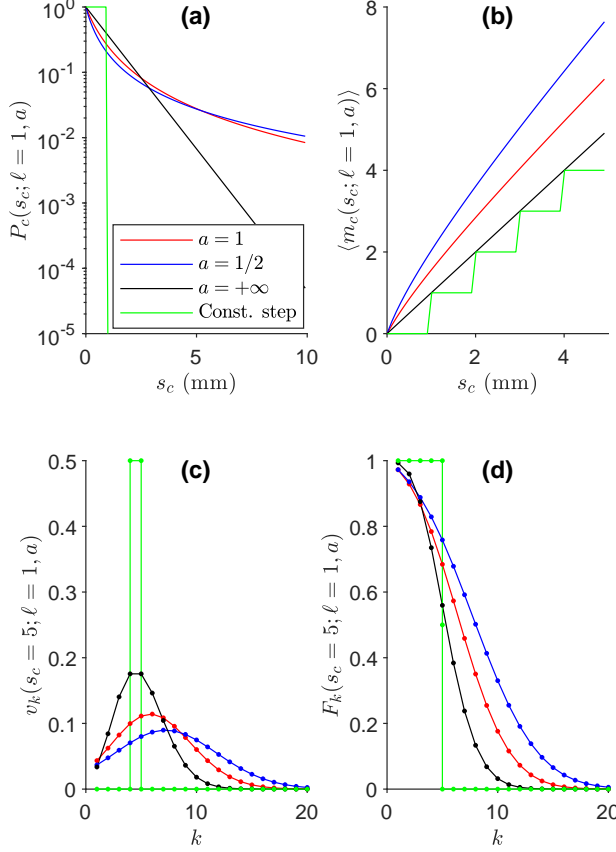 (a)
10^0
10^-1
10^-2
10^-3
10^-4
10^-5
P_c(s_c; ℓ = 1, a)
a = 1
a = 1/2
a = +∞
Const. step
0 5 10
s_c (mm)
(b)
8
6
4
2
0
⟨m_c(s_c; ℓ = 1, a)⟩
0 2 4
s_c (mm)
(c)
0.5
0.4
0.3
0.2
0.1
0
v_k(s_c = 5; ℓ = 1, a)
0 10 20
k
(d)
1
0.8
0.6
0.4
0.2
0
F_k(s_c = 5; ℓ = 1, a)
0 10 20
k